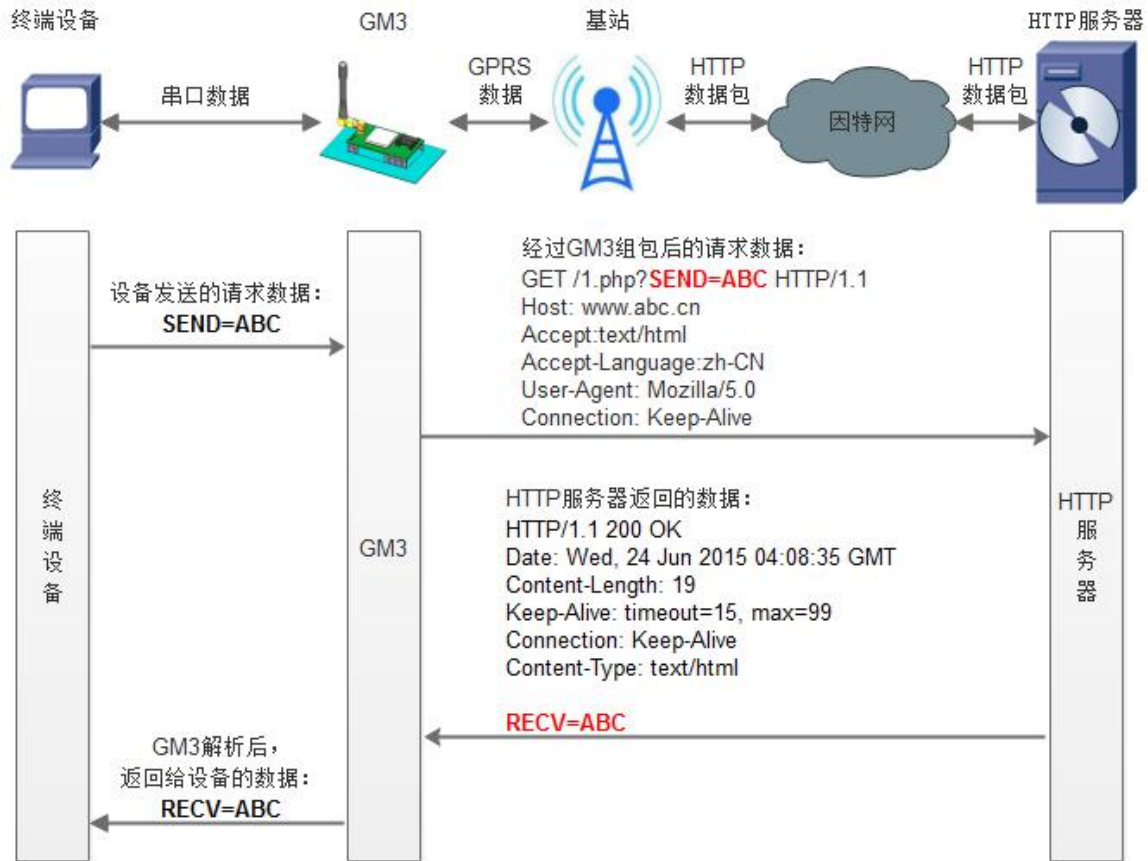 终端设备
GM3
基站
HTTP服务器
串口数据
GPRS
数据
HTTP
数据包
因特网
HTTP
数据包
设备发送的请求数据:
SEND=ABC
经过GM3组包后的请求数据:
GET /1.php?SEND=ABC HTTP/1.1
Host: www.abc.cn
Accept:text/html
Accept-Language:zh-CN
User-Agent: Mozilla/5.0
Connection: Keep-Alive
终
端
设
备
GM3
HTTP
服
务
器
HTTP服务器返回的数据:
HTTP/1.1 200 OK
Date: Wed, 24 Jun 2015 04:08:35 GMT
Content-Length: 19
Keep-Alive: timeout=15, max=99
Connection: Keep-Alive
Content-Type: text/html
RECV=ABC
GM3解析后,
返回给设备的数据:
RECV=ABC